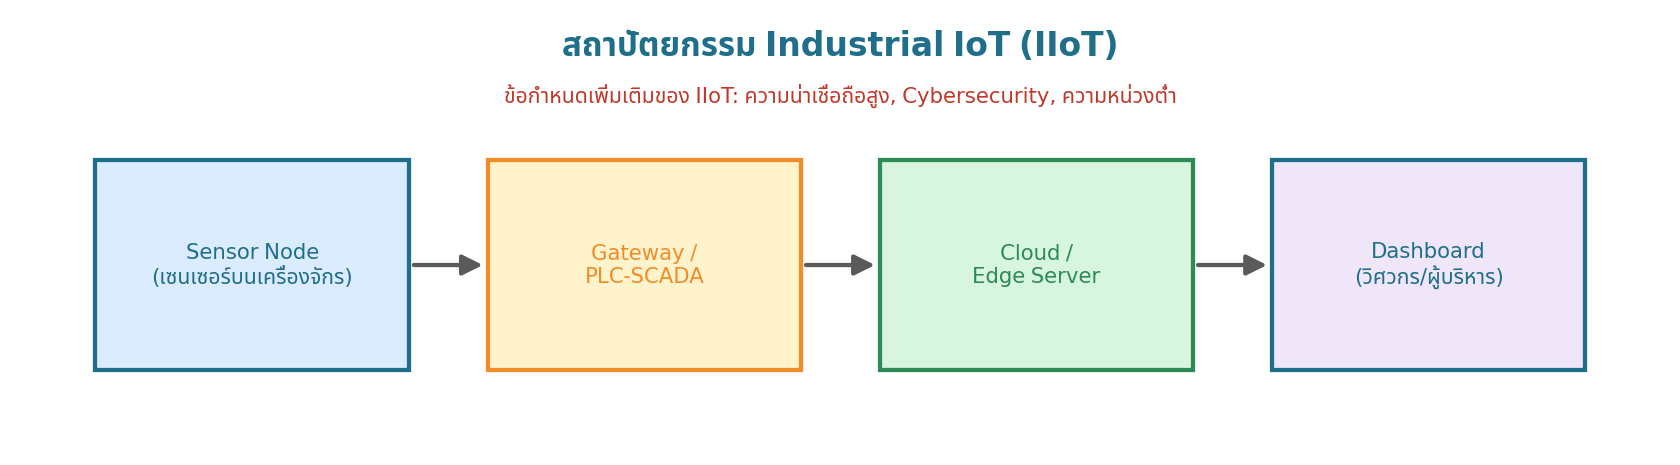 สถาปัตยกรรม Industrial IoT (IIoT)
ข้อกำหนดเพิ่มเติมของ IIoT: ความน่าเชื่อถือสูง, Cybersecurity, ความหน่วงต่ำ
Sensor Node
(เซนเซอร์บนเครื่องจักร)
Gateway /
PLC-SCADA
Cloud /
Edge Server
Dashboard
(วิศวกร/ผู้บริหาร)